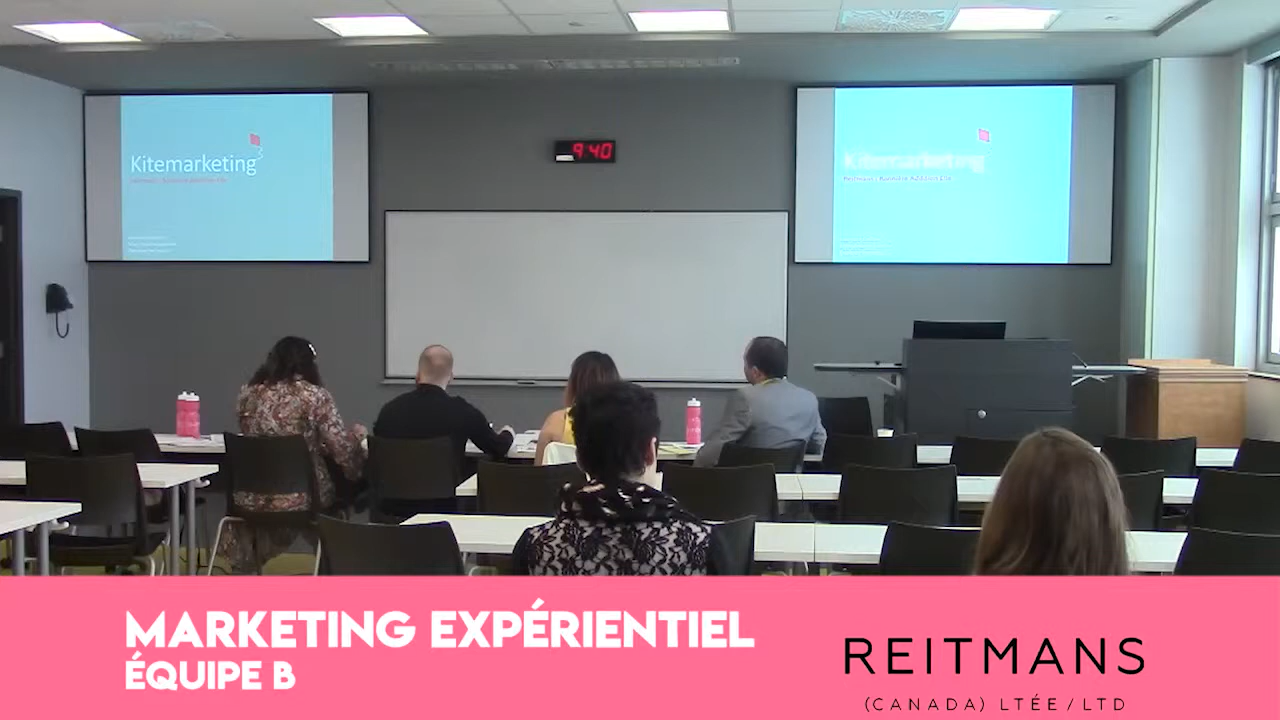 Kitemarketing
9:40
Kitemarketing
MARKETING EXPÉRIENTIEL
ÉQUIPE B
REITMANS
(CANADA) LTÉE/LTD